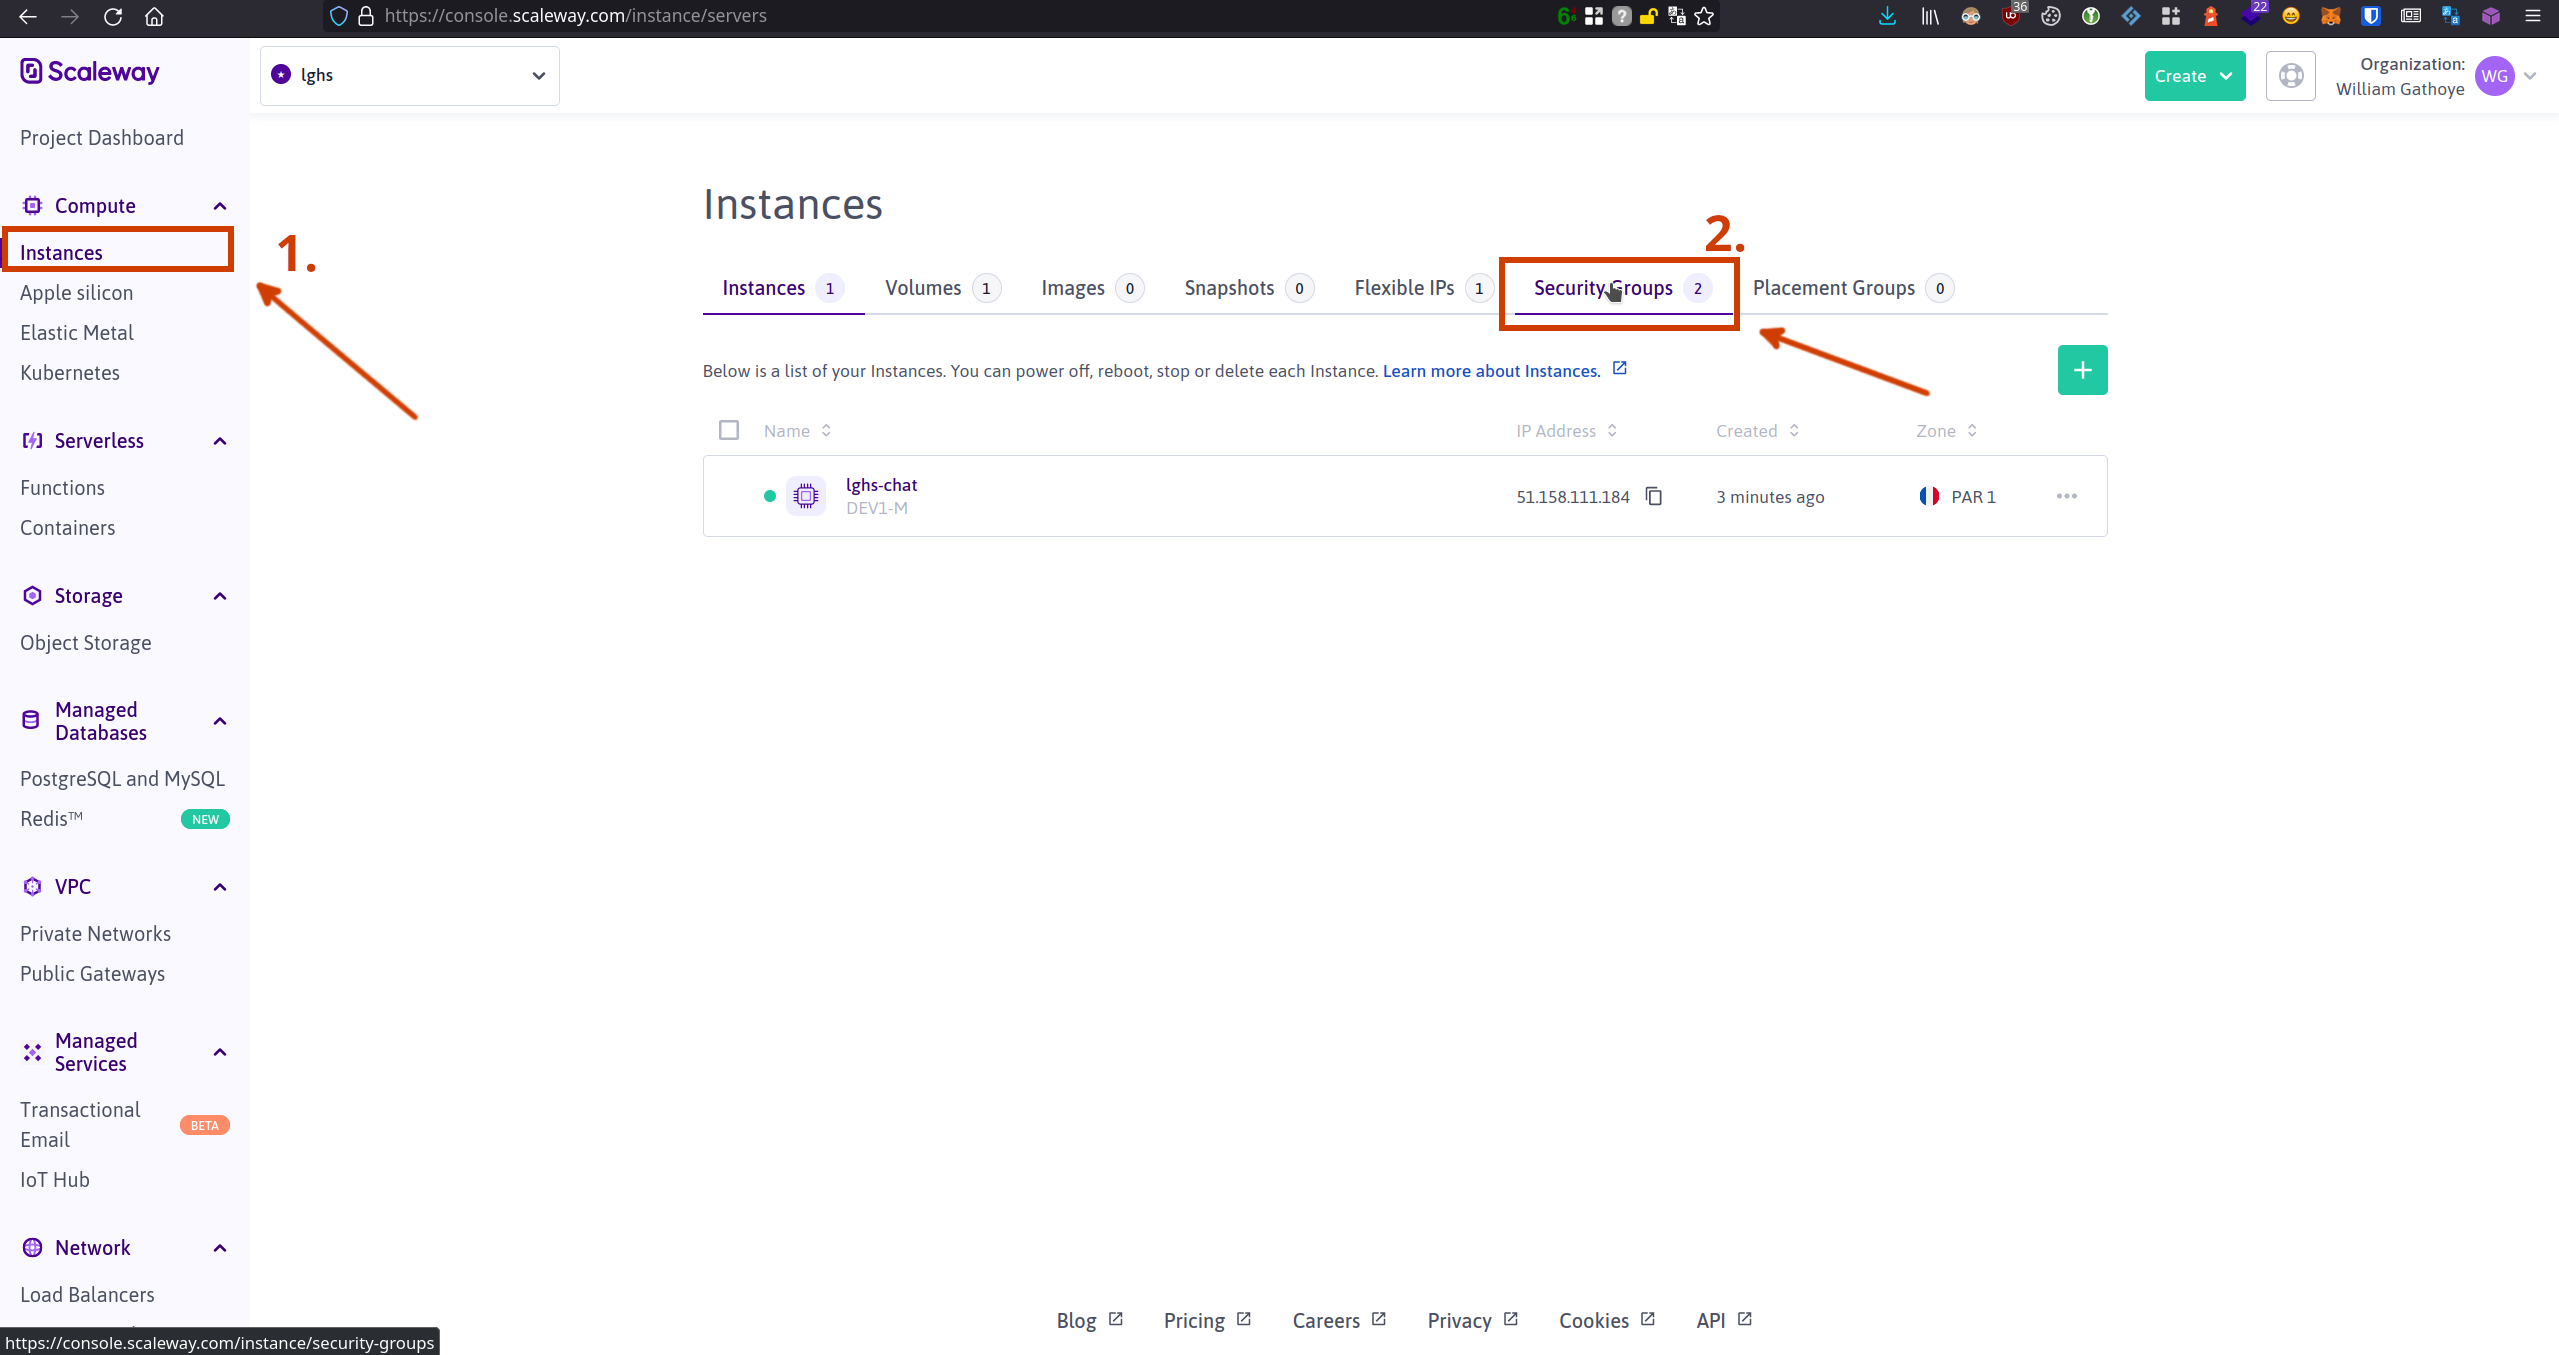 https://console.scaleway.com/instance/servers
36
22
Scaleway
lghs
Create
Organization:
William Gathoye
WG
Project Dashboard
Compute
Instances
Apple silicon
Elastic Metal
Kubernetes
Serverless
Functions
Containers
Storage
Object Storage
Managed
Databases
PostgreSQL and MySQL
Redis™ NEW
VPC
Private Networks
Public Gateways
Managed
Services
Transactional
Email BETA
IoT Hub
Network
Load Balancers
https://console.scaleway.com/instance/security-groups
1.
Instances
2.
Instances 1 Volumes 1 Images 0 Snapshots 0 Flexible IPs 1 Security Groups 2 Placement Groups 0
Below is a list of your Instances. You can power off, reboot, stop or delete each Instance. Learn more about Instances.
Name IP Address Created Zone
lghs-chat
DEV1-M
51.158.111.184 3 minutes ago PAR 1
Blog Pricing Careers Privacy Cookies API